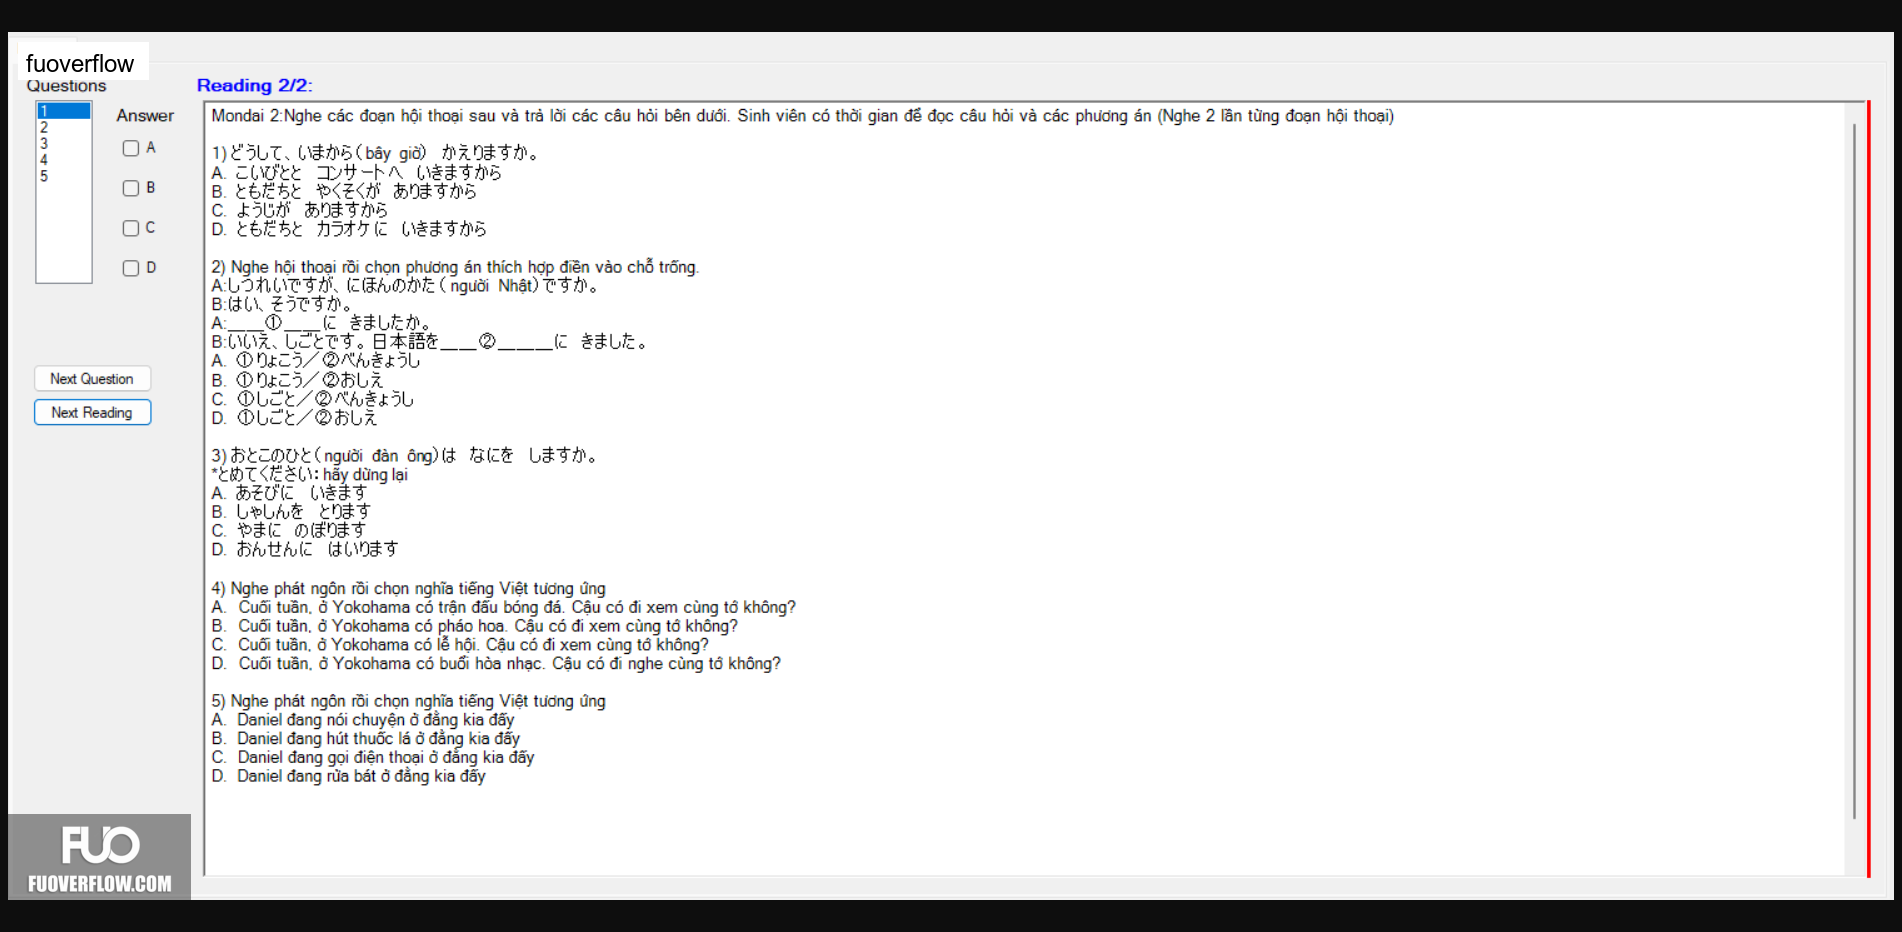 fuoverflow
Questions
Reading 2/2:
1
2
3
4
5
Answer
A
B
C
D
Next Question
Next Reading
Mondai 2:Nghe các đoạn hội thoại sau và trả lời các câu hỏi bên dưới. Sinh viên có thời gian để đọc câu hỏi và các phương án (Nghe 2 lần từng đoạn hội thoại)
1)どうして、いまから(bây giờ) かえりますか。
A. こいびとと コンサートへ いきますから
B. ともだちと やくそくが ありますから
C. ようじが ありますから
D. ともだちと カラオケに いきますから
2) Nghe hội thoại rồi chọn phương án thích hợp điền vào chỗ trống.
A:しつれいですが、にほんのかた(người Nhật)ですか。
B:はい、そうですか。
A:____①____に きましたか。
B:いいえ、しごとです。日本語を____②______に きました。
A. ①りょこう／②べんきょうし
B. ①りょこう／②おしえ
C. ①しごと／②べんきょうし
D. ①しごと／②おしえ
3)おとこのひと(người đàn ông)は なにを しますか。
*とめてください: hãy dừng lại
A. あそびに いきます
B. しゃしんを とります
C. やまに のぼります
D. おんせんに はいります
4) Nghe phát ngôn rồi chọn nghĩa tiếng Việt tương ứng
A. Cuối tuần, ở Yokohama có trận đấu bóng đá. Cậu có đi xem cùng tớ không?
B. Cuối tuần, ở Yokohama có pháo hoa. Cậu có đi xem cùng tớ không?
C. Cuối tuần, ở Yokohama có lễ hội. Cậu có đi xem cùng tớ không?
D. Cuối tuần, ở Yokohama có buổi hòa nhạc. Cậu có đi nghe cùng tớ không?
5) Nghe phát ngôn rồi chọn nghĩa tiếng Việt tương ứng
A. Daniel đang nói chuyện ở đằng kia đấy
B. Daniel đang hút thuốc lá ở đằng kia đấy
C. Daniel đang gọi điện thoại ở đằng kia đấy
D. Daniel đang rửa bát ở đằng kia đấy
FUO
FUOVERFLOW.COM